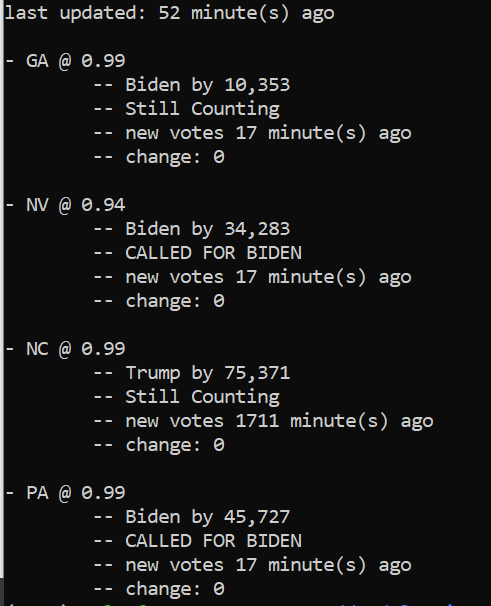 last updated: 52 minute(s) ago
- GA @ 0.99
-- Biden by 10,353
-- Still Counting
-- new votes 17 minute(s) ago
-- change: 0
- NV @ 0.94
-- Biden by 34,283
-- CALLED FOR BIDEN
-- new votes 17 minute(s) ago
-- change: 0
- NC @ 0.99
-- Trump by 75,371
-- Still Counting
-- new votes 1711 minute(s) ago
-- change: 0
- PA @ 0.99
-- Biden by 45,727
-- CALLED FOR BIDEN
-- new votes 17 minute(s) ago
-- change: 0